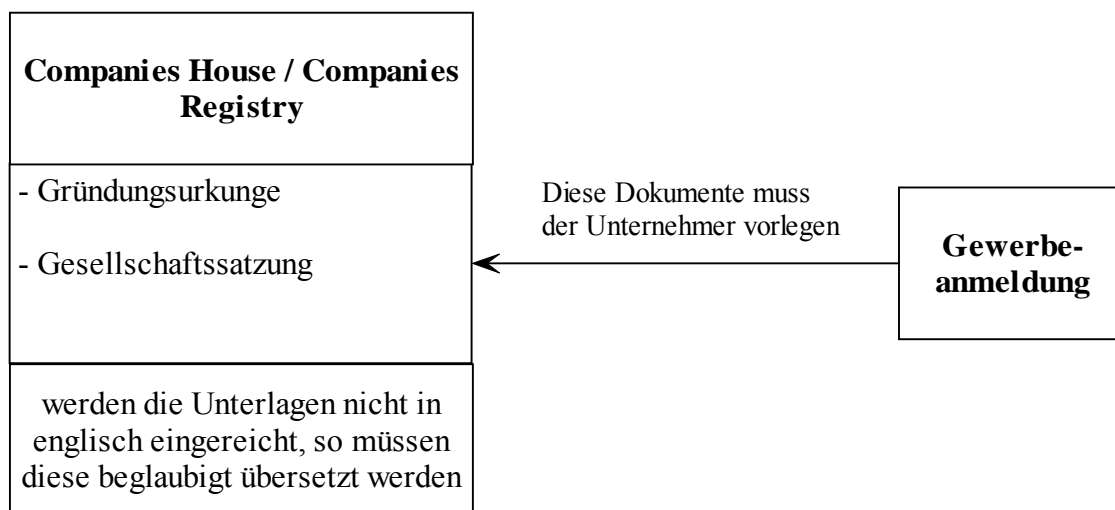 Companies House / Companies
Registry
- Gründungsurkunge
- Gesellschaftssatzung
werden die Unterlagen nicht in
englisch eingereicht, so müssen
diese beglaubigt übersetzt werden
Diese Dokumente muss
der Unternehmer vorlegen
Gewerbe-
anmeldung